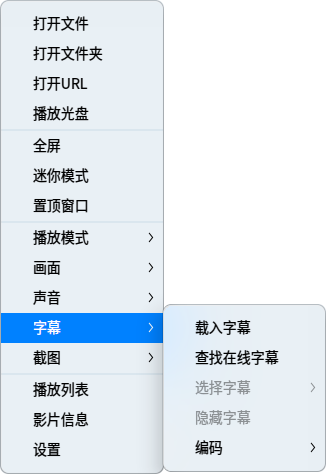 打开文件
打开文件夹
打开URL
播放光盘
全屏
迷你模式
置顶窗口
播放模式
画面
声音
字幕
截图
播放列表
影片信息
设置
载入字幕
查找在线字幕
选择字幕
隐藏字幕
编码